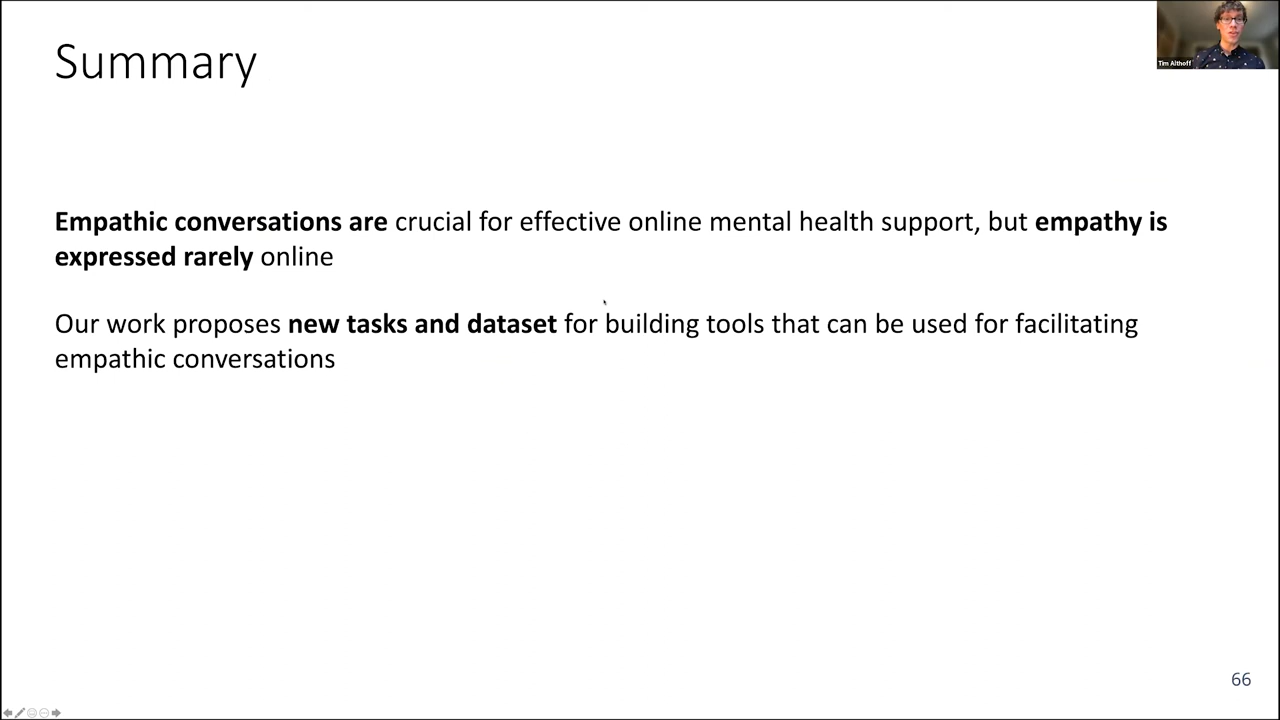 Summary
Tim Althoff
Empathic conversations are crucial for effective online mental health support, but empathy is
expressed rarely online
Our work proposes new tasks and dataset for building tools that can be used for facilitating
empathic conversations
66